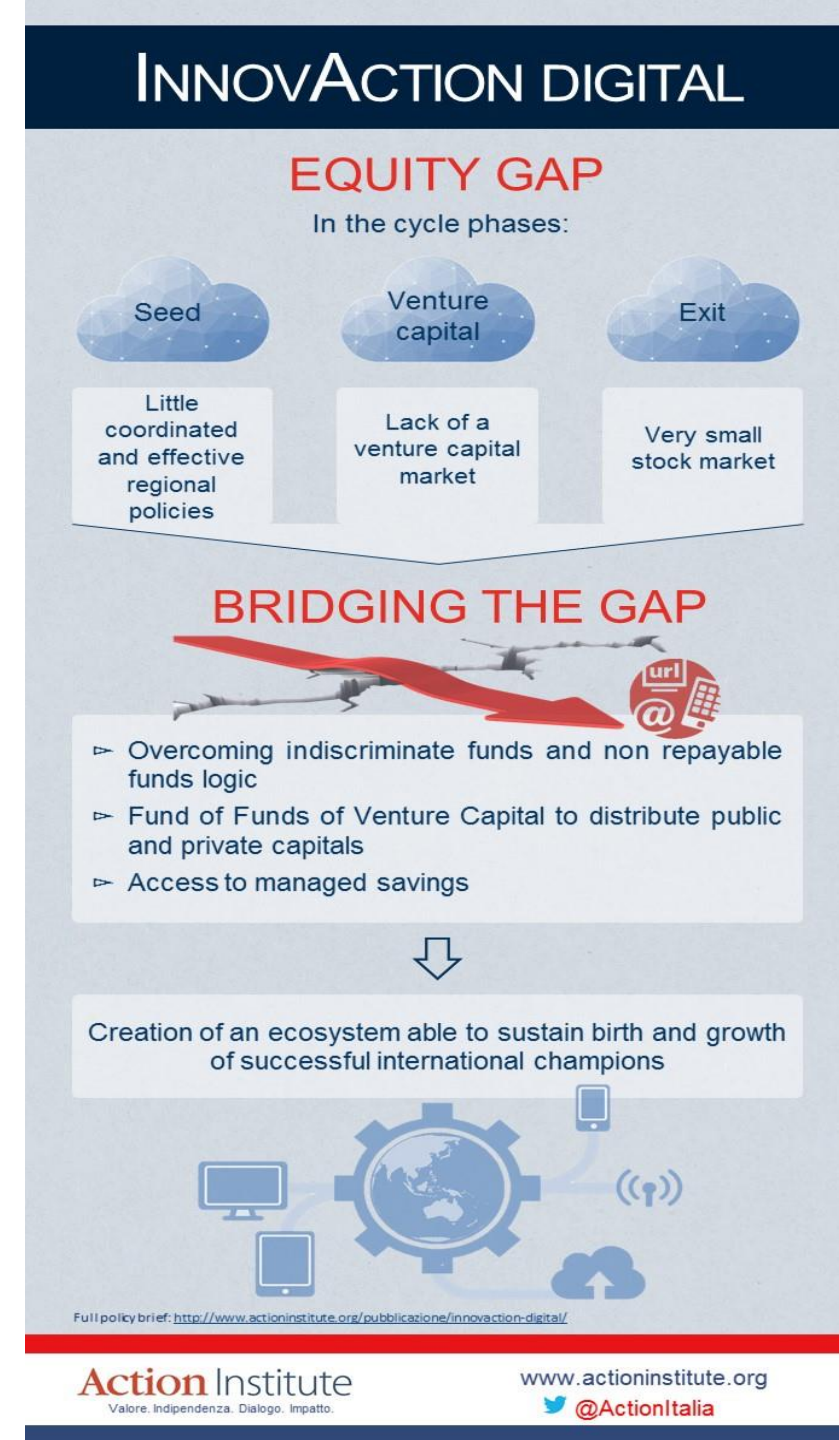 INNOVACTION DIGITAL
EQUITY GAP
In the cycle phases:
Seed
Venture
capital
Exit
Little
coordinated
and effective
regional
policies
Lack of a
venture capital
market
Very small
stock market
BRIDGING THE GAP
url
@
▻ Overcoming indiscriminate funds and non repayable
funds logic
▻ Fund of Funds of Venture Capital to distribute public
and private capitals
▻ Access to managed savings
Creation of an ecosystem able to sustain birth and growth
of successful international champions
Full policy brief: http://www.actioninstitute.org/pubblicazione/innovaction-digital/
Action Institute
Valore. Indipendenza. Dialogo. Impatto.
www.actioninstitute.org
@ActionItalia